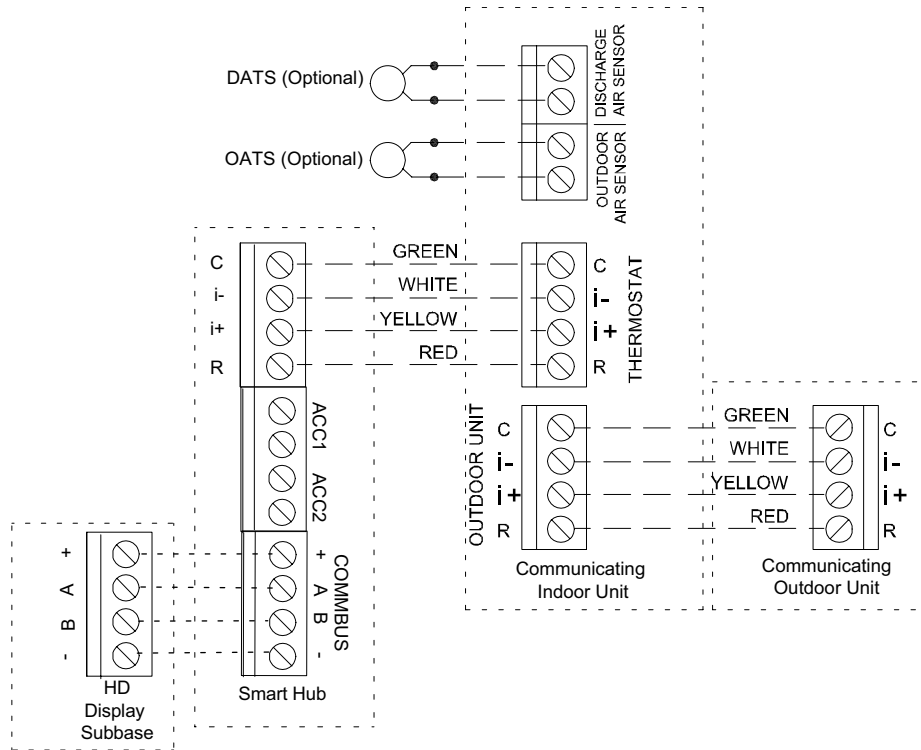 DATS (Optional)
DISCHARGE
AIR SENSOR
OATS (Optional)
OUTDOOR
AIR SENSOR
C
GREEN
C
i-
WHITE
i-
i+
YELLOW
i+
R
RED
R
THERMOSTAT
ACC1
ACC2
OUTDOOR UNIT
C
GREEN
C
i-
WHITE
i-
i+
YELLOW
i+
R
RED
R
Communicating
Indoor Unit
Communicating
Outdoor Unit
+
+
A
A
B
B
-
-
COMMBUS
HD
Display
Subbase
Smart Hub